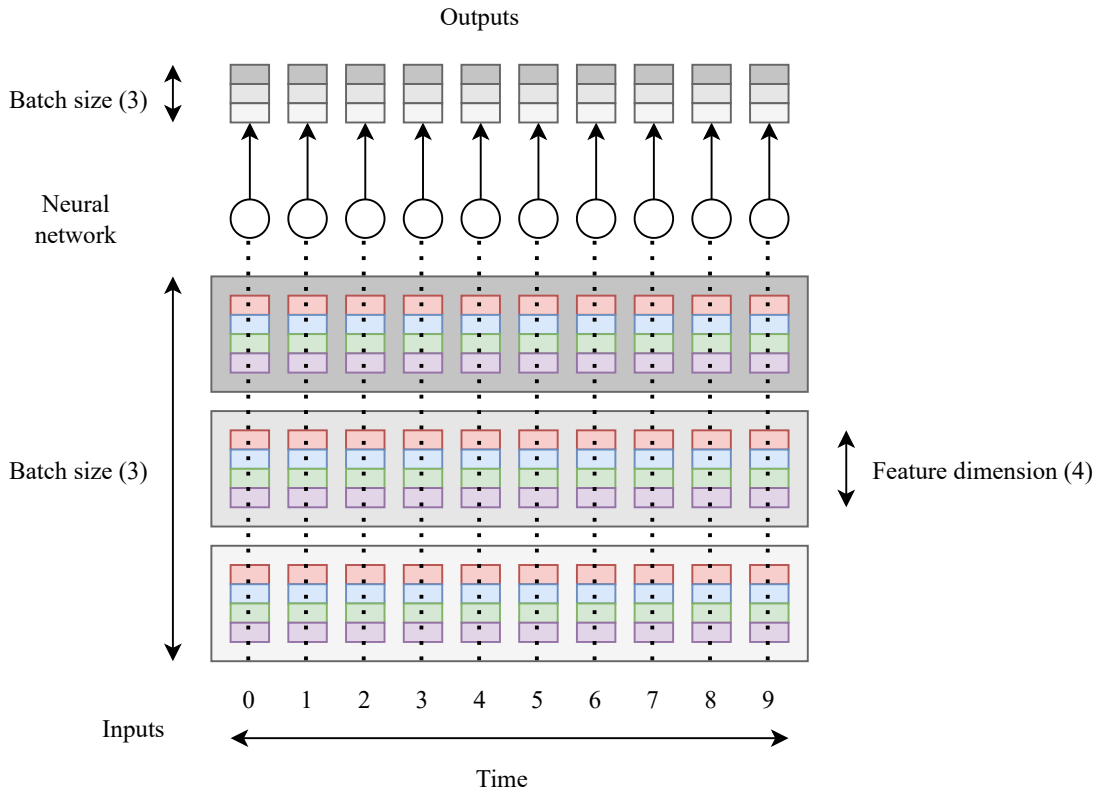 Outputs
Batch size (3)
Neural
network
Batch size (3)
Feature dimension (4)
0 1 2 3 4 5 6 7 8 9
Inputs
Time